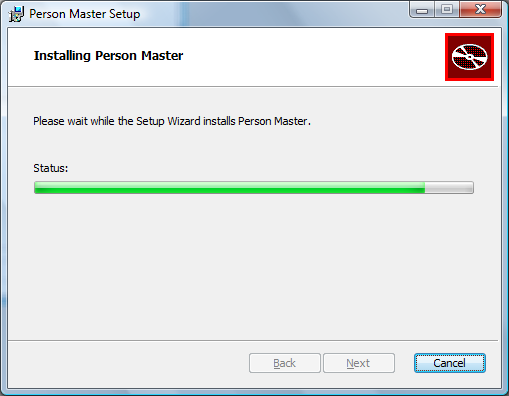 Person Master Setup
Installing Person Master
Please wait while the Setup Wizard installs Person Master.
Status:
Back Next Cancel